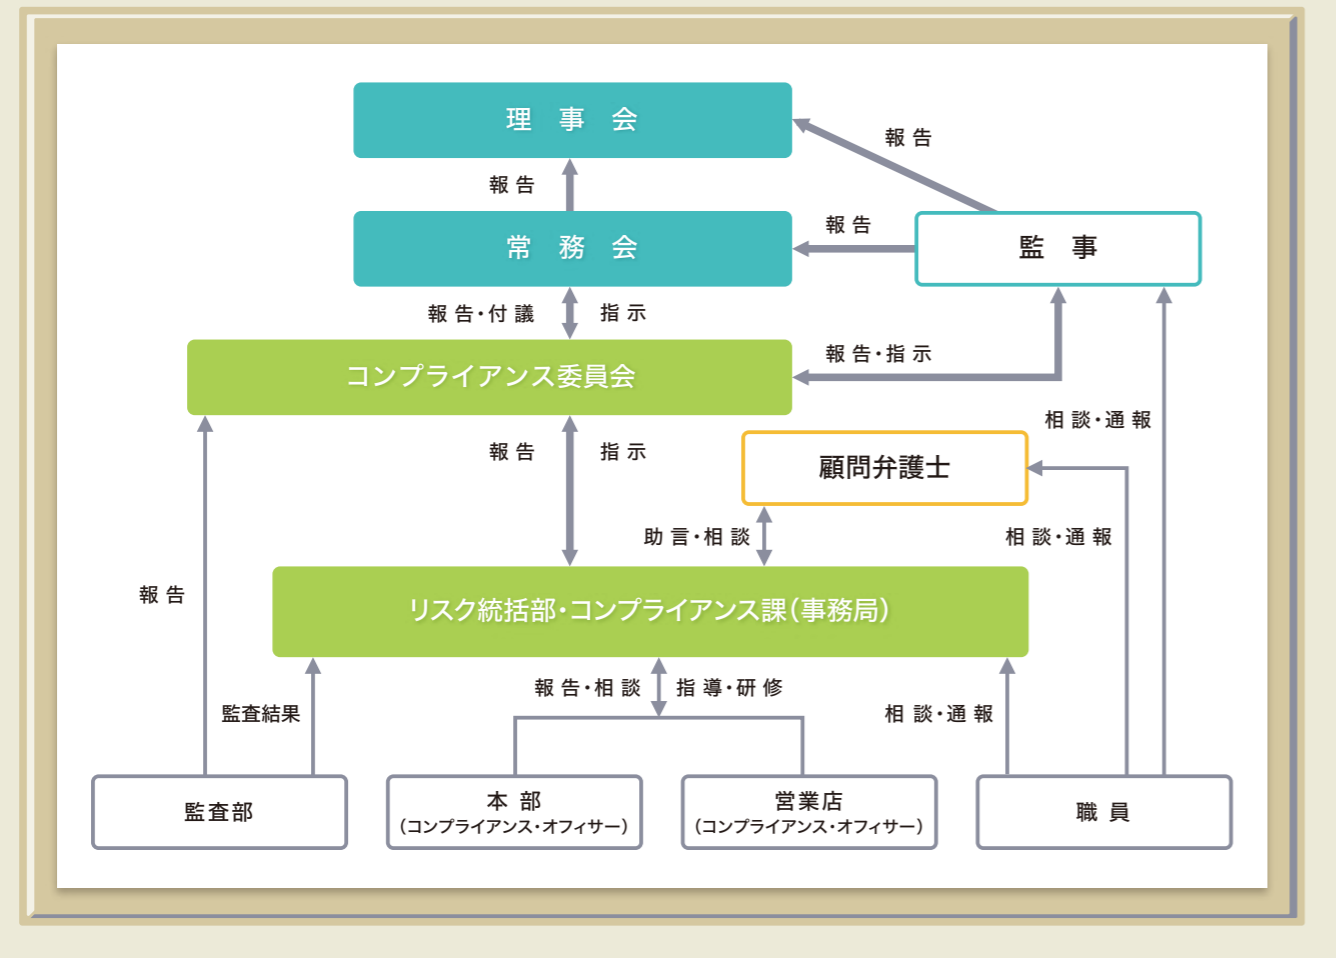 理　事　会
報 告
報 告
常　務　会
報 告
監　事
報 告・付 議
指 示
報 告・指 示
コンプライアンス委員会
相 談・通 報
報 告
指 示
顧問弁護士
助 言・相 談
相 談・通 報
報 告
リスク統括部・コンプライアンス課（事務局）
報 告・相 談
指 導・研 修
監査結果
相 談・通 報
監査部
本 部
（コンプライアンス・オフィサー）
営業店
（コンプライアンス・オフィサー）
職 員